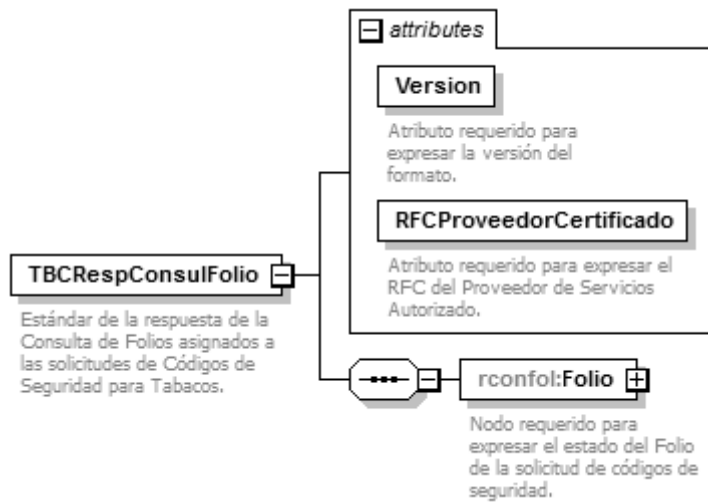 attributes
Version
Atributo requerido para
expresar la versión del
formato.
RFCProveedorCertificado
Atributo requerido para expresar el
RFC del Proveedor de Servicios
Autorizado.
TBCRespConsulFolio
Estándar de la respuesta de la
Consulta de Folios asignados a
las solicitudes de Códigos de
Seguridad para Tabacos.
rconfol:Folio
Nodo requerido para
expresar el estado del Folio
de la solicitud de códigos de
seguridad.